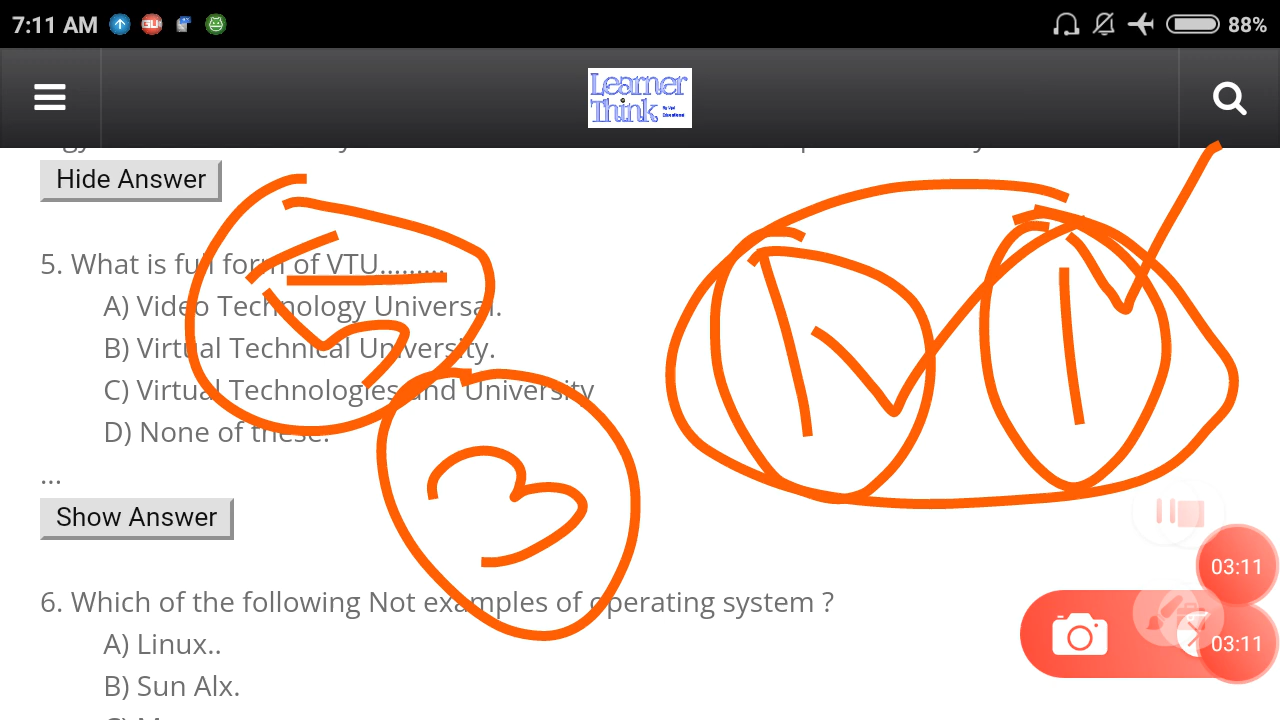 7:11 AM 88%
Learner
Think
Hide Answer
5. What is full form of VTU.........
A) Video Technology Universal.
B) Virtual Technical University.
C) Virtual Technologies and University
D) None of these.
...
Show Answer
6. Which of the following Not examples of operating system ?
A) Linux..
B) Sun Alx.
5
3
1
1
03:11
03:11